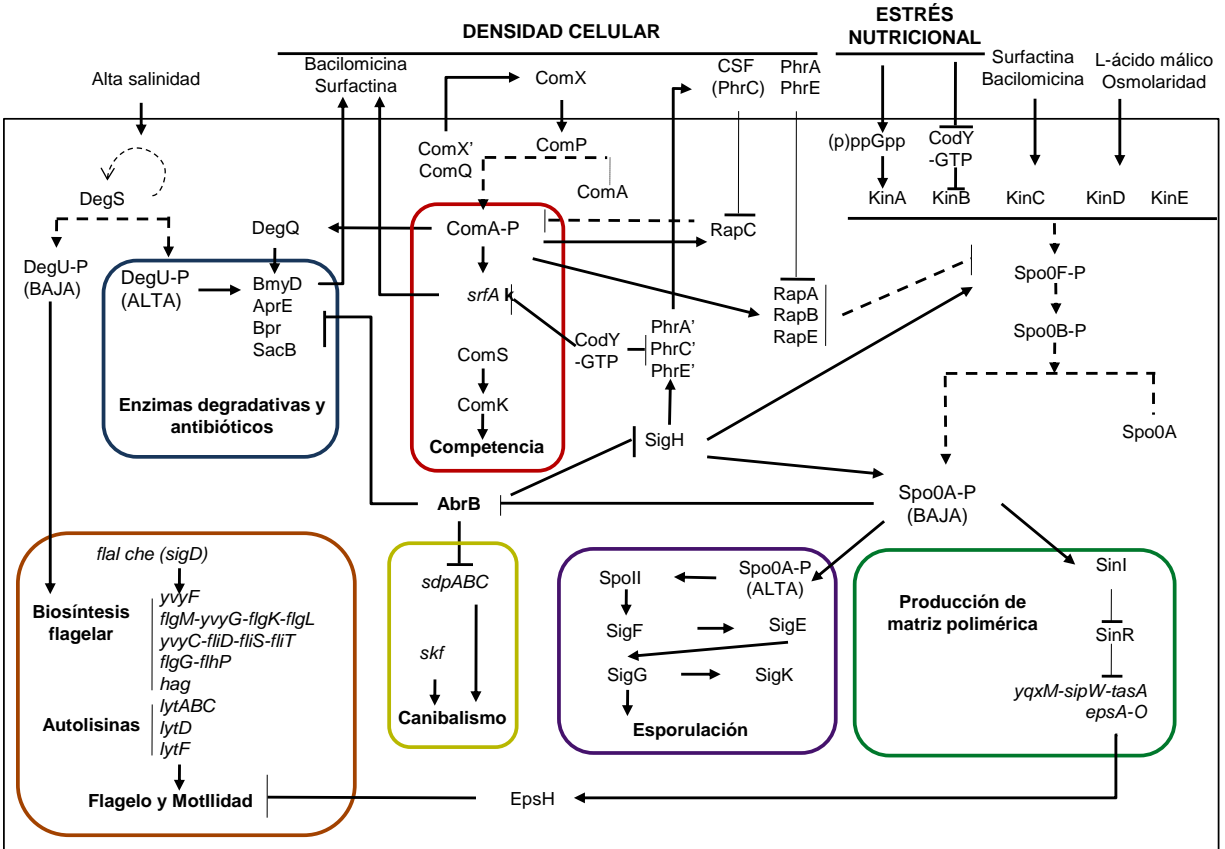 DENSIDAD CELULAR
ESTRÉS
NUTRICIONAL
Alta salinidad
Bacilomicina
Surfactina
ComX
CSF
(PhrC)
PhrA
PhrE
Surfactina
Bacilomicina
L-ácido málico
Osmolaridad
ComX'
ComQ
ComP
ComA
(p)ppGpp
CodY
-GTP
DegS
KinA
KinB
KinC
KinD
KinE
DegQ
ComA-P
RapC
DegU-P
(BAJA)
DegU-P
(ALTA)
BmyD
AprE
Bpr
SacB
srfA
k
RapA
RapB
RapE
Spo0F-P
Spo0B-P
CodY
-GTP
PhrA'
PhrC'
PhrE'
ComS
ComK
Competencia
Enzimas degradativas y
antibióticos
SigH
Spo0A
AbrB
Spo0A-P
(BAJA)
flaI che (sigD)
Biosíntesis
flagelar
yvyF
flgM-yvyG-flgK-flgL
yvyC-fliD-fliS-fliT
flgG-flhP
hag
Autolisinas
lytABC
lytD
lytF
Flagelo y MotIlidad
sdpABC
skf
Canibalismo
SpoII
Spo0A-P
(ALTA)
SigF
SigE
SigG
SigK
Esporulación
SinI
Producción de
matriz polimérica
SinR
yqxM-sipW-tasA
epsA-O
EpsH